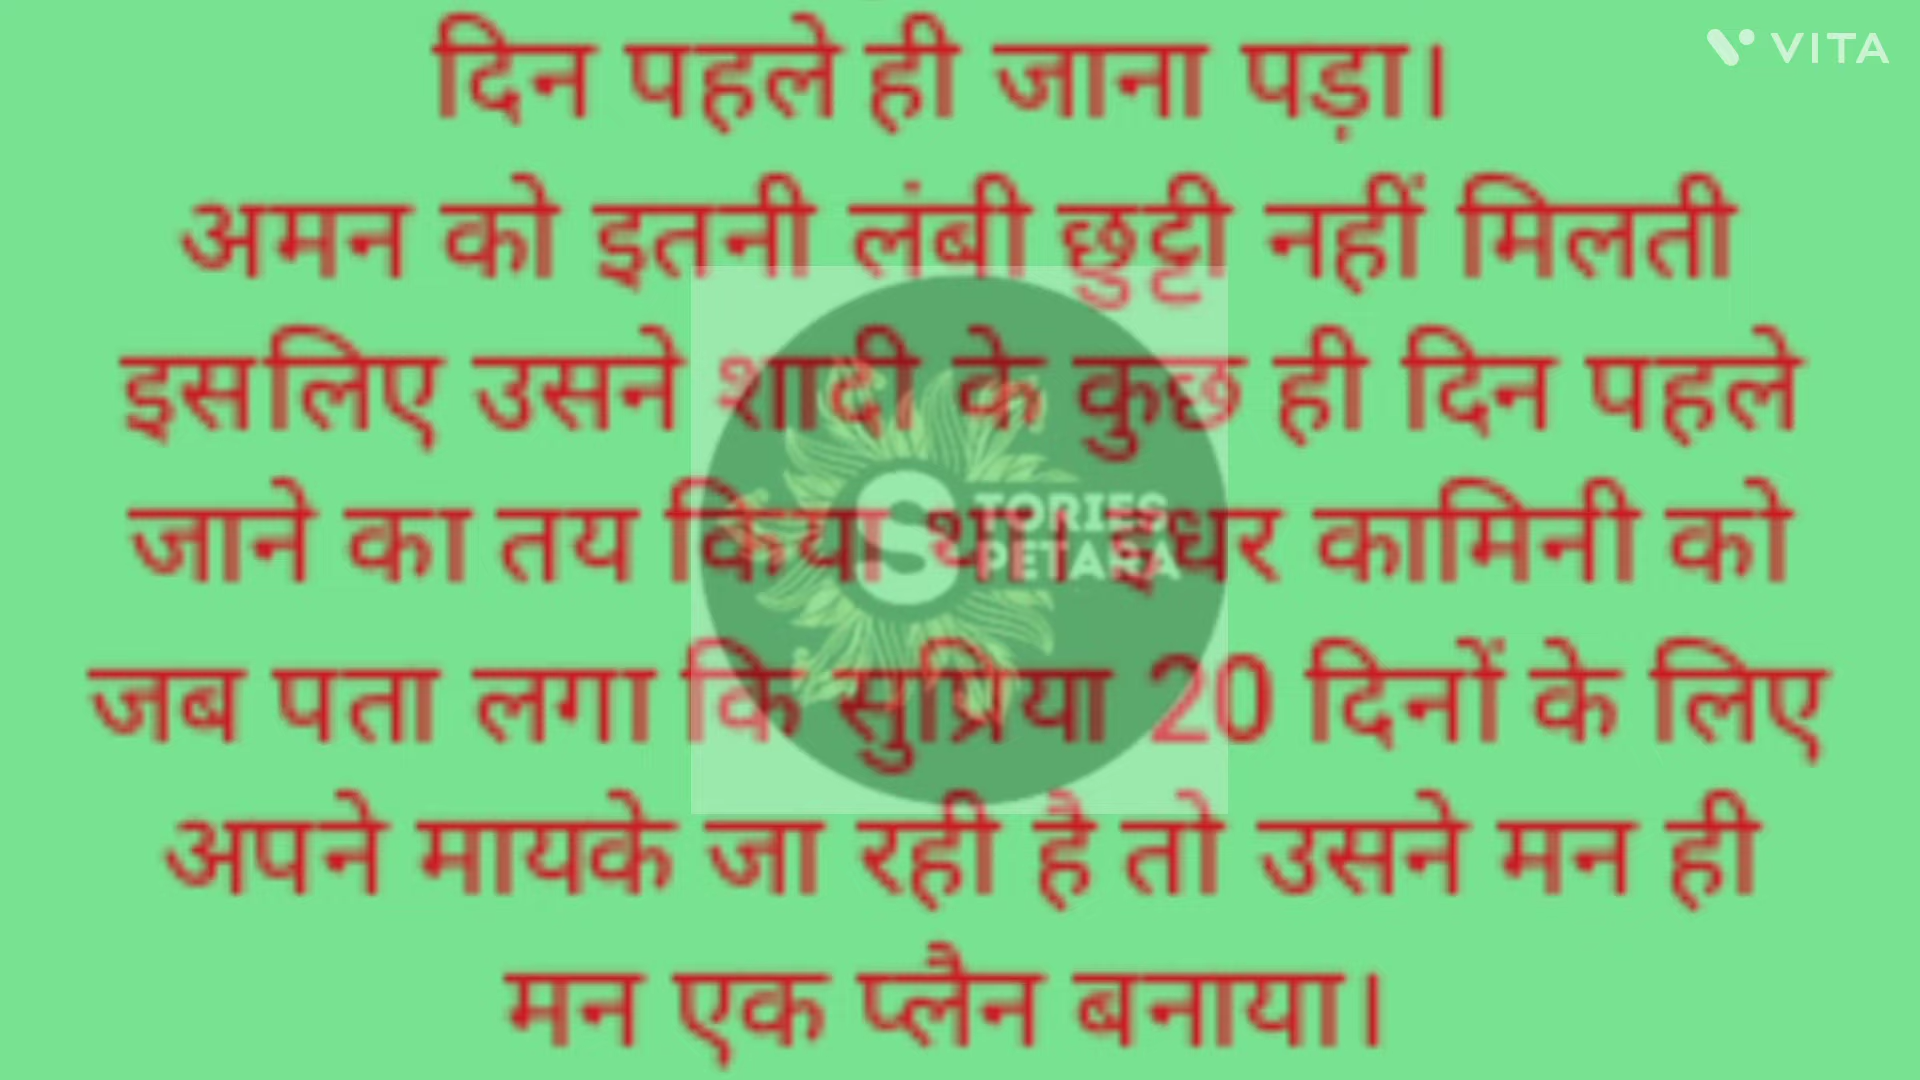 दिन पहले ही जाना पड़ा।
VITA
अमन को इतनी लंबी छुट्टी नहीं मिलती
इसलिए उसने शादी के कुछ ही दिन पहले
जाने का तय किया था। इधर कामिनी को
STORIES
PETARA
जब पता लगा कि सुप्रिया 20 दिनों के लिए
अपने मायके जा रही है तो उसने मन ही
मन एक प्लैन बनाया।